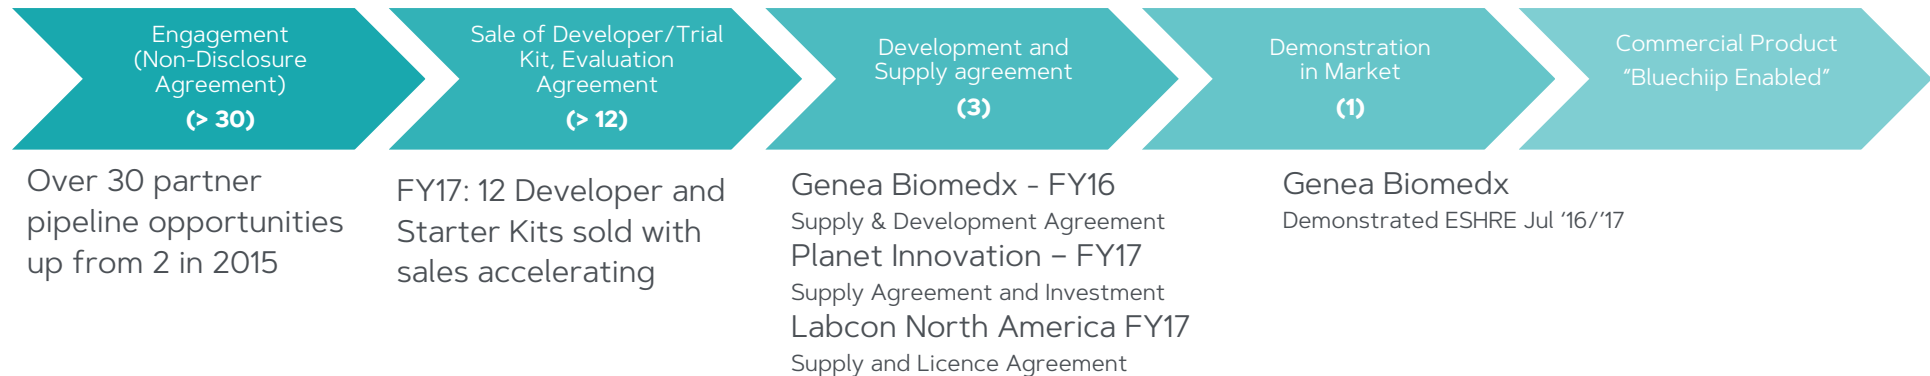 Engagement
(Non-Disclosure
Agreement)
(> 30)
Sale of Developer/Trial
Kit, Evaluation
Agreement
(> 12)
Development and
Supply agreement
(3)
Demonstration
in Market
(1)
Commercial Product
"Bluechiip Enabled"
Over 30 partner
pipeline opportunities
up from 2 in 2015
FY17: 12 Developer and
Starter Kits sold with
sales accelerating
Genea Biomedx - FY16
Supply & Development Agreement
Planet Innovation – FY17
Supply Agreement and Investment
Labcon North America FY17
Supply and Licence Agreement
Genea Biomedx
Demonstrated ESHRE Jul '16/'17